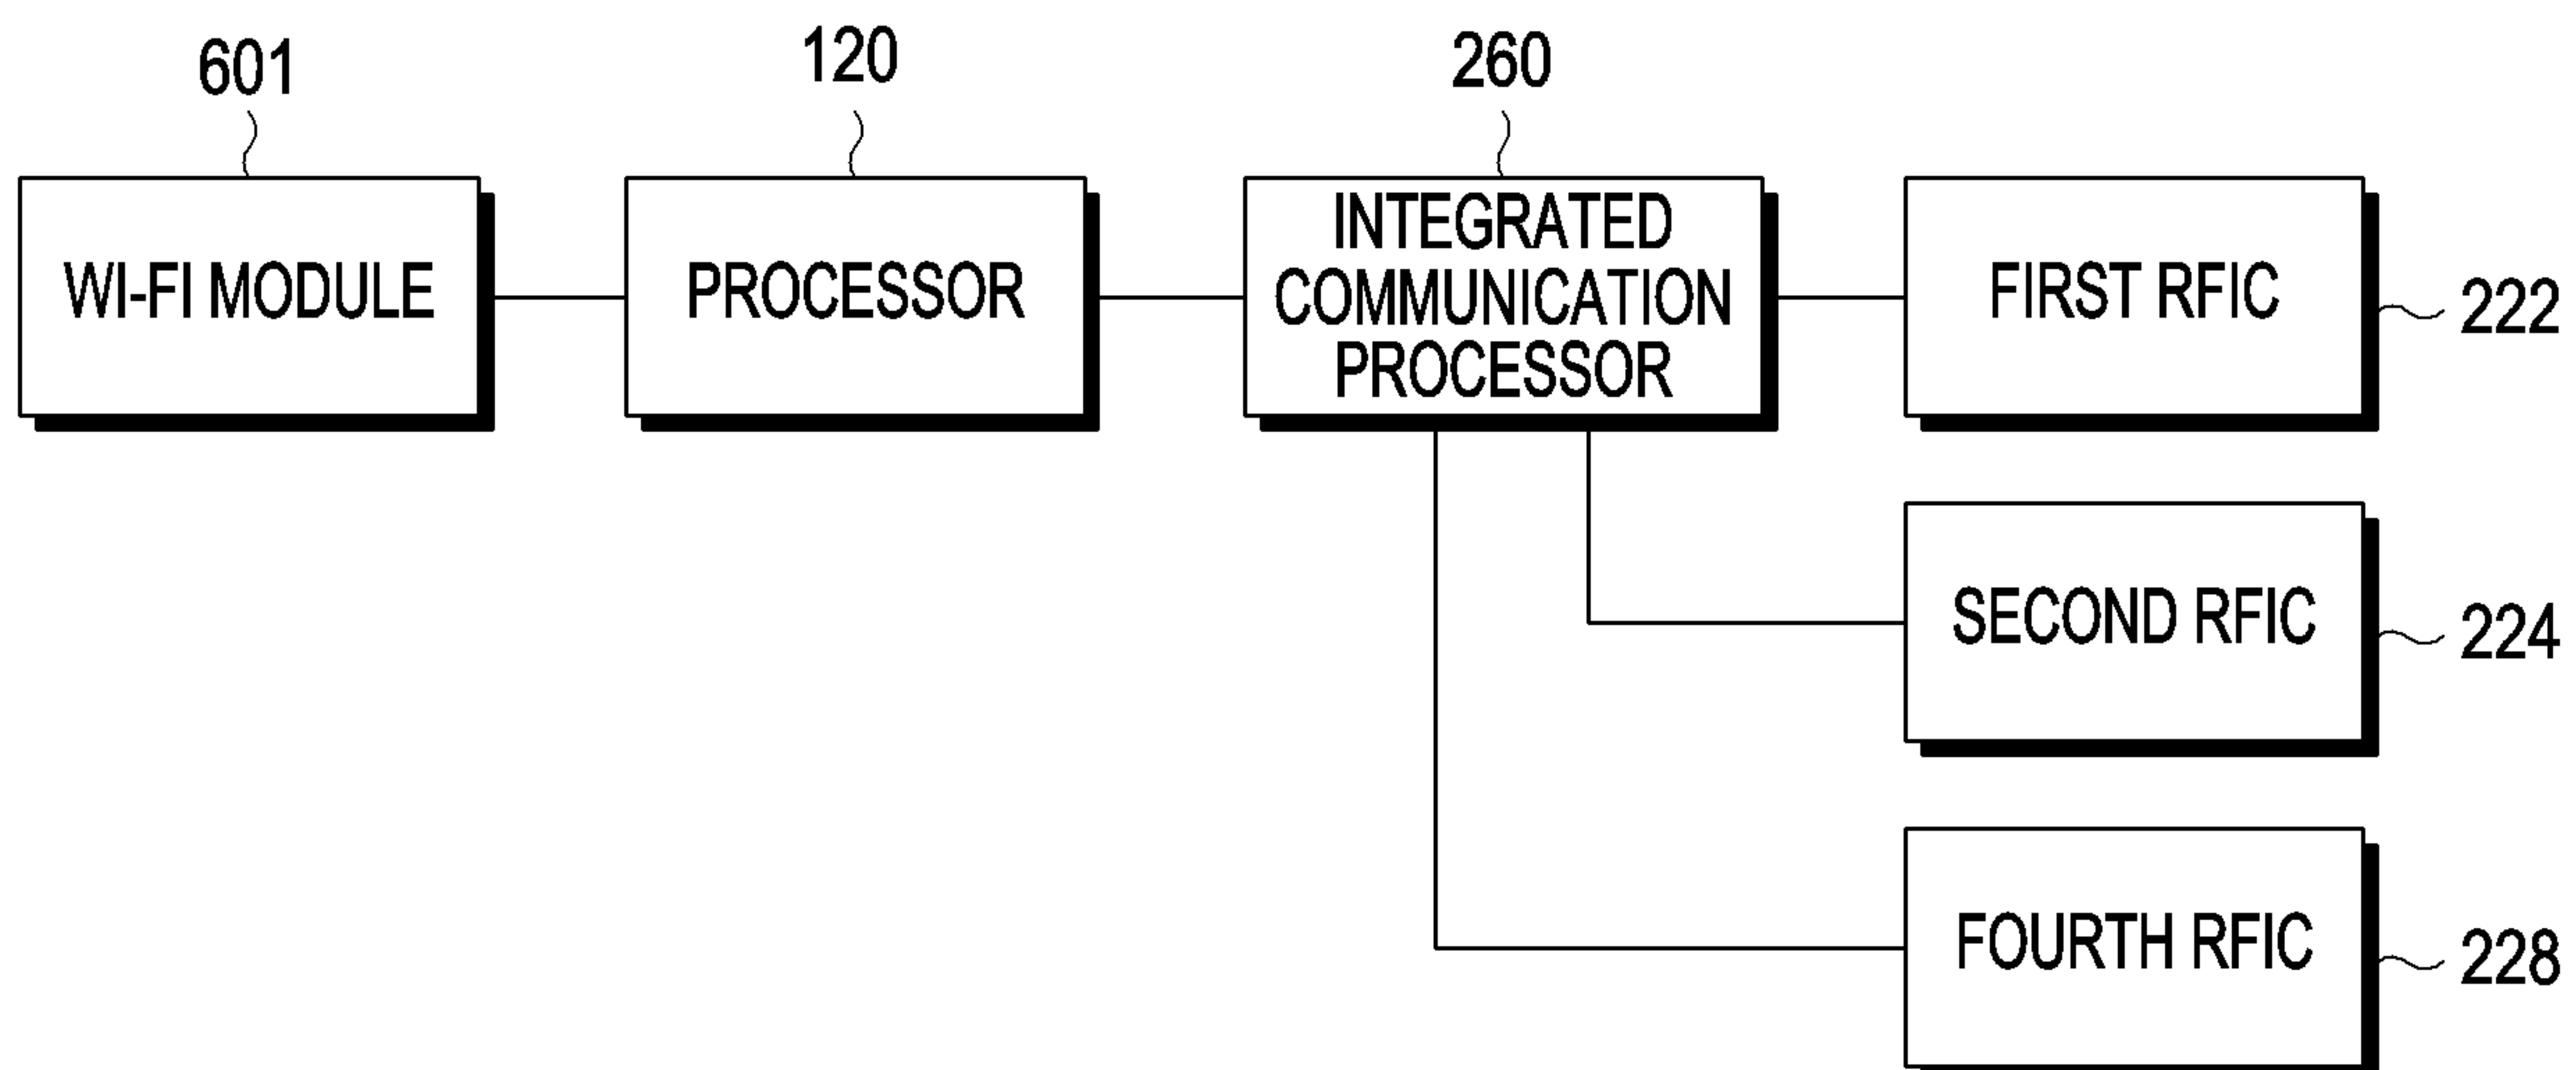 601
120
260
WI-FI MODULE
PROCESSOR
INTEGRATED
COMMUNICATION
PROCESSOR
FIRST RFIC
222
SECOND RFIC
224
FOURTH RFIC
228